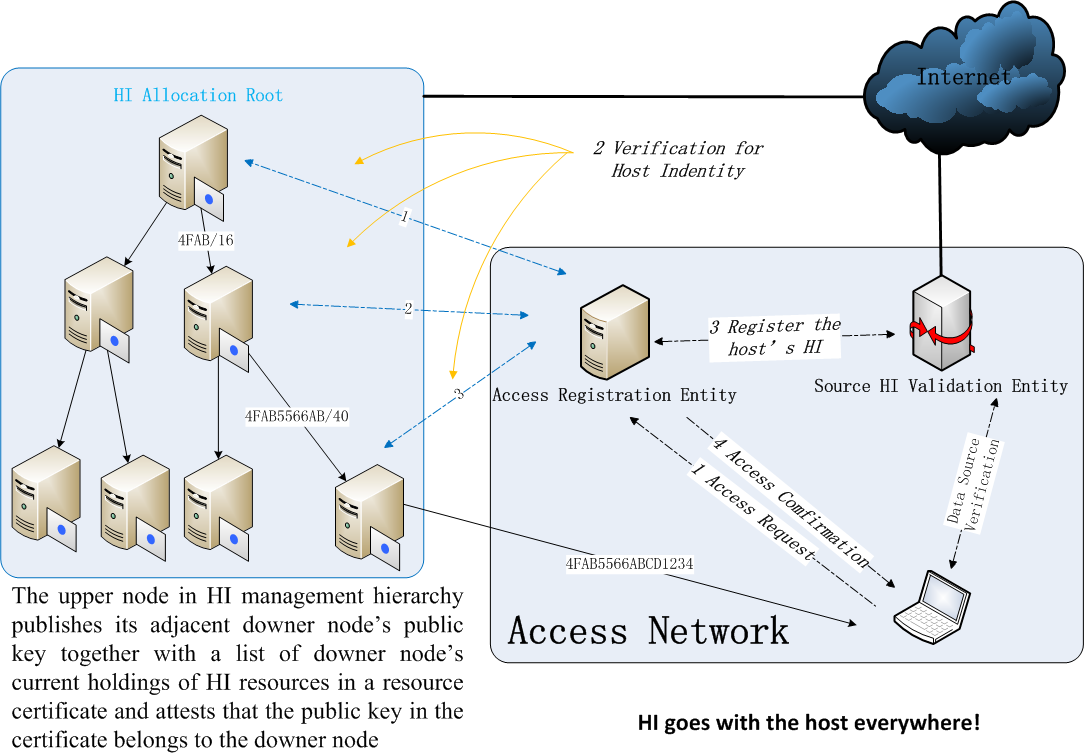 Internet
HI Allocation Root
2 Verification for
Host Indentity
1
4FAB/16
2
3 Register the
host's HI
Access Registration Entity
Source HI Validation Entity
3
4FAB5566AB/40
4 Access Comfirmation
1 Access Request
Data Source
Verification
4FAB5566ABCD1234
Access Network
The upper node in HI management hierarchy
publishes its adjacent downer node's public
key together with a list of downer node's
current holdings of HI resources in a resource
certificate and attests that the public key in the
certificate belongs to the downer node
HI goes with the host everywhere!